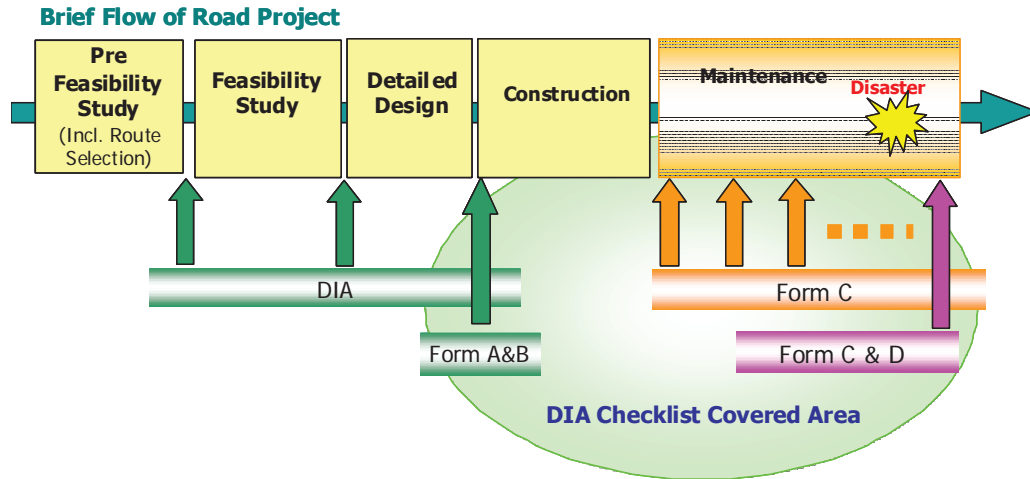 Brief Flow of Road Project
Pre
Feasibility
Study
(Incl. Route
Selection)
Feasibility
Study
Detailed
Design
Construction
Maintenance
Disaster
DIA
Form A&B
Form C
Form C & D
DIA Checklist Covered Area